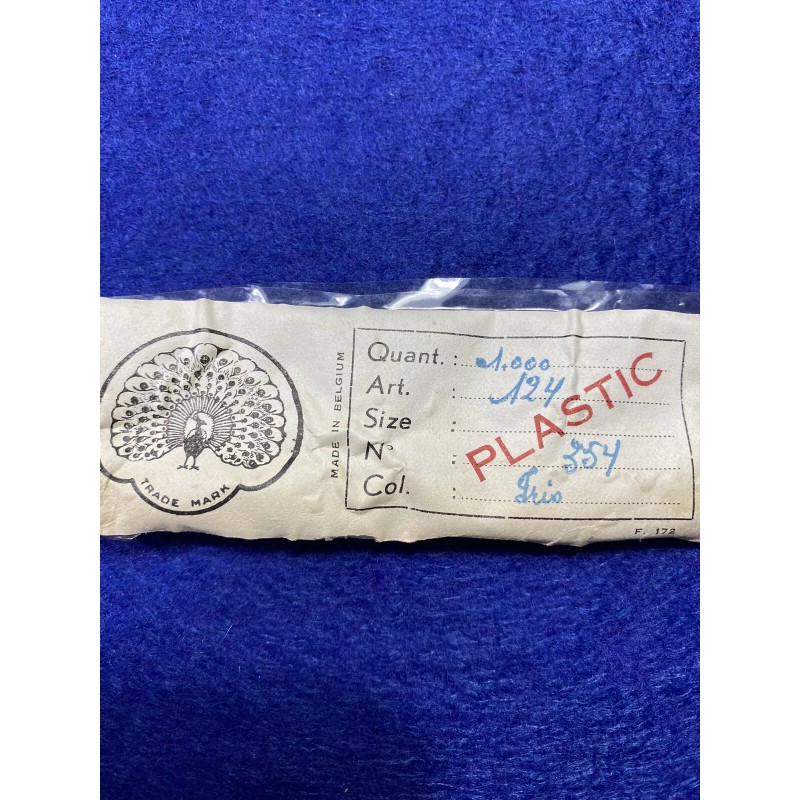 TRADE MARK
MADE IN BELGIUM
Quant. : 1.000
Art. : 124
Size :
N° : 354
Col. : Iris
PLASTIC
F. 172